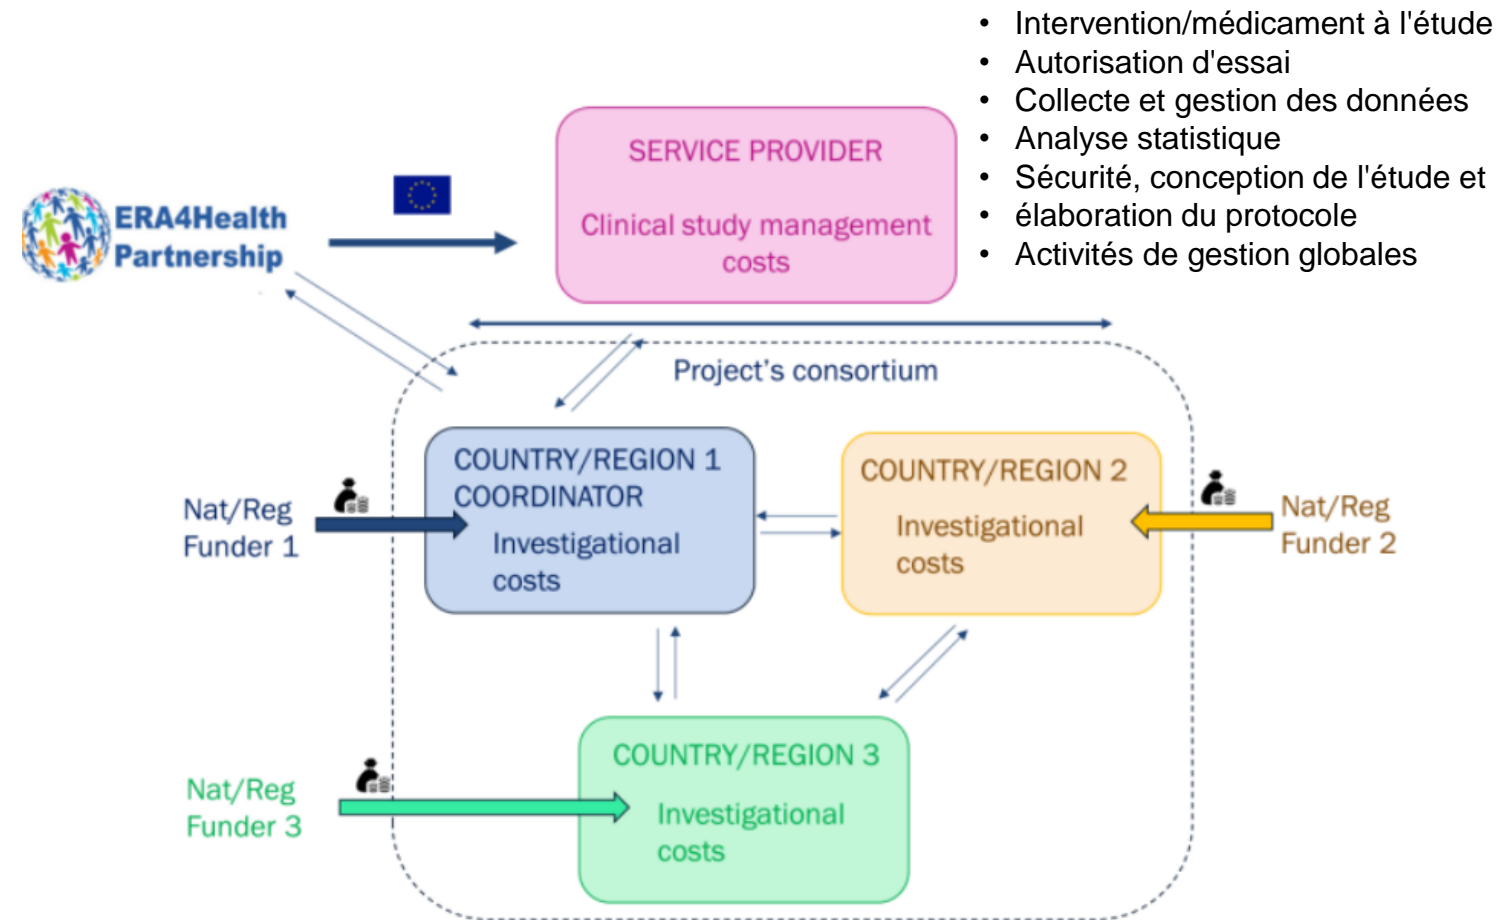 • Intervention/médicament à l'étude
• Autorisation d'essai
• Collecte et gestion des données
• Analyse statistique
• Sécurité, conception de l'étude et
• élaboration du protocole
• Activités de gestion globales
SERVICE PROVIDER
Clinical study management
costs
ERA4Health
Partnership
Project's consortium
COUNTRY/REGION 1
COORDINATOR
Investigational
costs
COUNTRY/REGION 2
Investigational
costs
Nat/Reg
Funder 1
Nat/Reg
Funder 2
COUNTRY/REGION 3
Investigational
costs
Nat/Reg
Funder 3